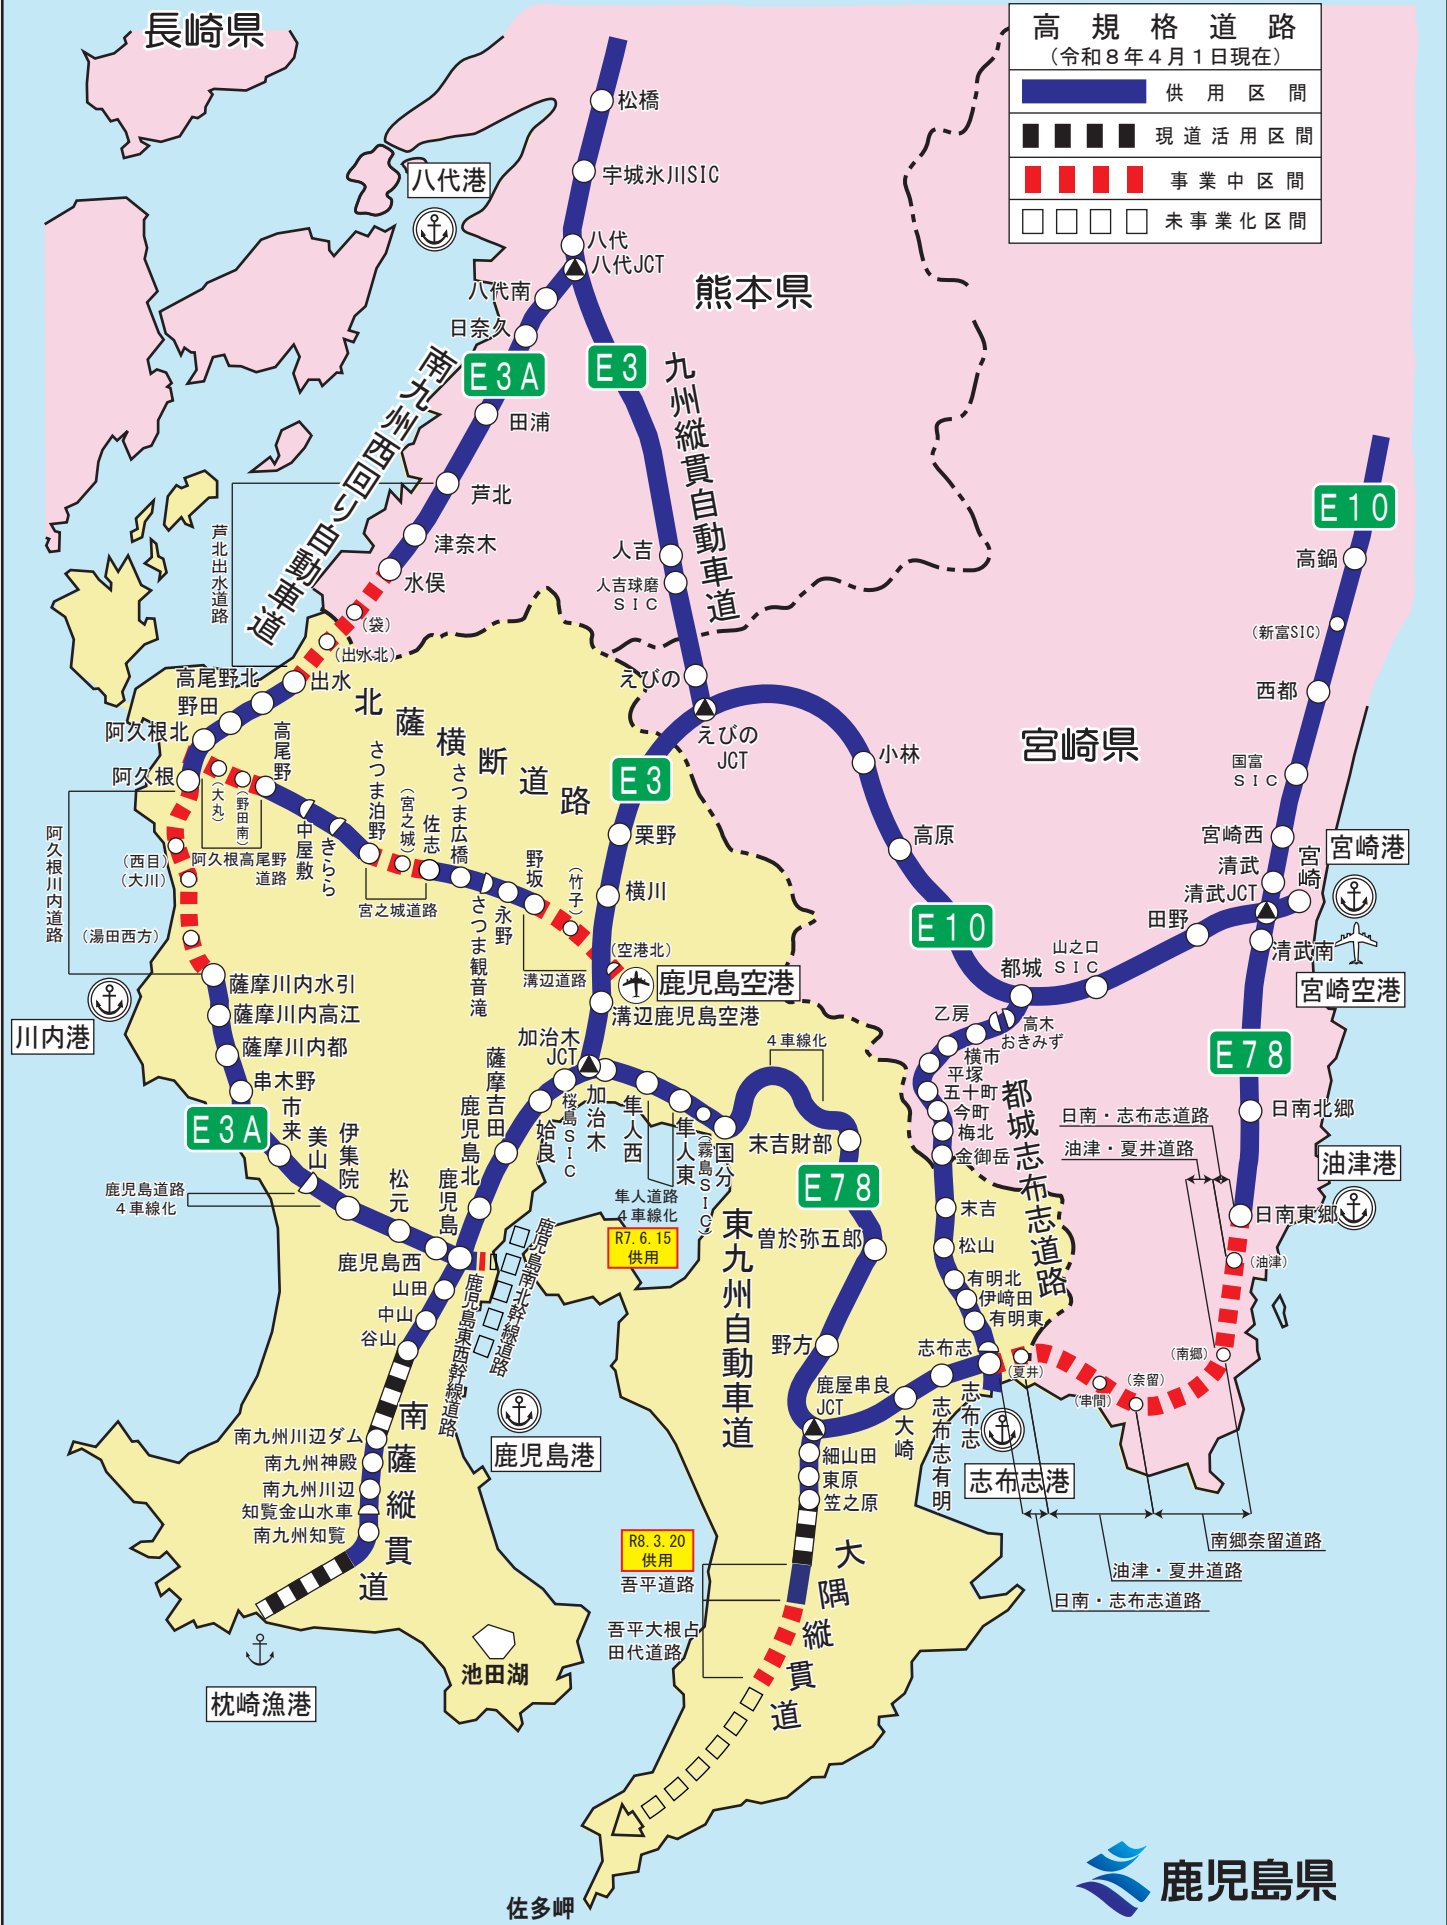 長崎県
高規格道路
（令和８年４月１日現在）
供用区間
現道活用区間
事業中区間
未事業化区間
松橋
宇城氷川SIC
八代港
八代
八代JCT
八代南
日奈久
熊本県
E3A
E3
九州縦貫自動車道
南九州西回り自動車道
田浦
芦北
津奈木
水俣
芦北出水道路
（袋）
（出水北）
人吉
人吉球磨
ＳＩＣ
E10
高鍋
（新富SIC）
西都
国富
ＳＩＣ
宮崎県
えびの
えびの
JCT
小林
高原
高尾野北
出水
野田
阿久根北
阿久根
高尾野
北薩横断道路
（大丸）
（野田南）
阿久根高尾野
道路
中屋敷
きらら
さつま泊野
（宮之城）
佐志
さつま広橋
宮之城道路
さつま観音滝
永野
野坂
（竹子）
溝辺道路
（空港北）
E3
栗野
横川
鹿児島空港
溝辺鹿児島空港
阿久根川内道路
（西目）
（大川）
（湯田西方）
薩摩川内水引
薩摩川内高江
薩摩川内都
串木野
川内港
E3A
市来
美山
伊集院
松元
鹿児島西
鹿児島道路
４車線化
鹿児島
鹿児島北
薩摩吉田
姶良
桜島ＳＩＣ
加治木
JCT
加治木
隼人西
隼人東
（霧島ＳＩＣ）
国分
隼人道路
４車線化
R7.6.15
供用
４車線化
末吉財部
E78
曽於弥五郎
野方
東九州自動車道
E10
都城
山之口
ＳＩＣ
田野
清武JCT
清武
宮崎西
宮崎
宮崎港
清武南
宮崎空港
E78
日南北郷
日南・志布志道路
油津・夏井道路
油津港
日南東郷
（油津）
（南郷）
（奈留）
（串間）
（夏井）
乙房
高木
おきみず
横市
平塚
五十町
今町
梅北
金御岳
都城志布志道路
末吉
松山
有明北
伊﨑田
有明東
志布志
志布志
志布志有明
大崎
鹿屋串良
JCT
志布志港
南郷奈留道路
油津・夏井道路
日南・志布志道路
山田
中山
谷山
鹿児島東西幹線道路
鹿児島南北幹線道路
鹿児島港
南九州川辺ダム
南九州神殿
南九州川辺
知覧金山水車
南九州知覧
南薩縦貫道
枕崎漁港
池田湖
細山田
東原
笠之原
R8.3.20
供用
吾平道路
吾平大根占
田代道路
大隅縦貫道
佐多岬
鹿児島県